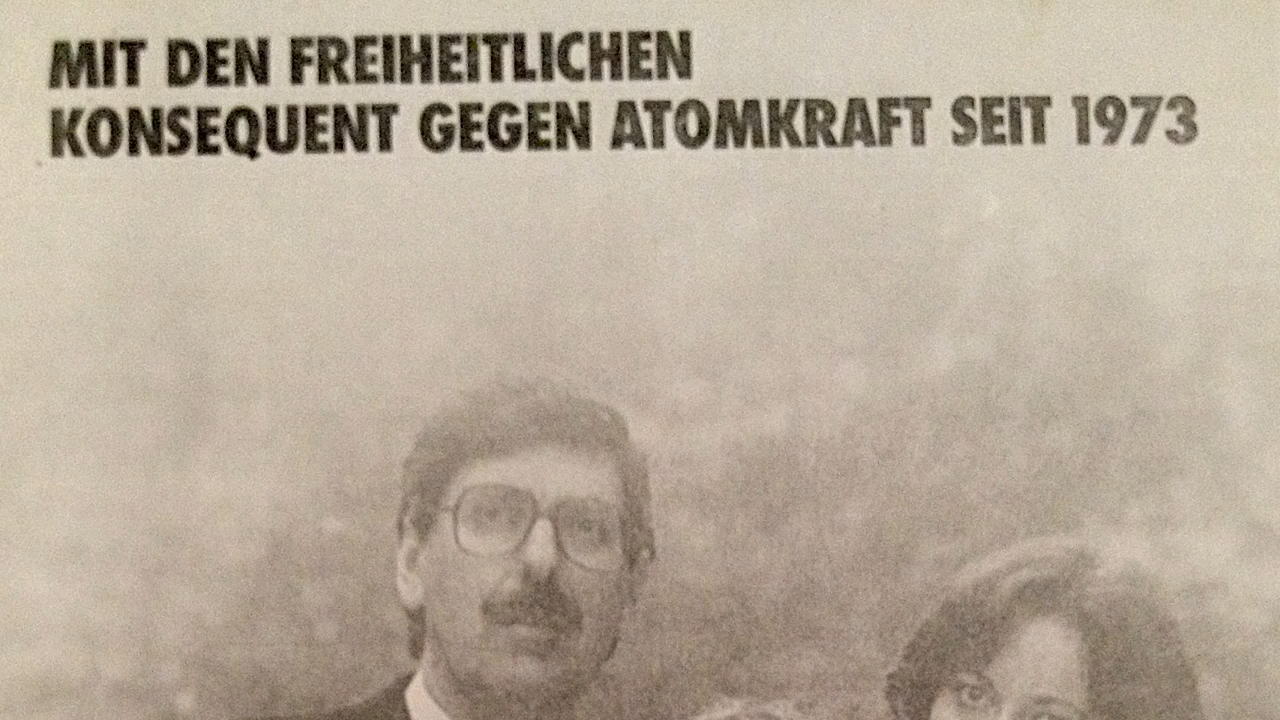 MIT DEN FREIHEITLICHEN
KONSEQUENT GEGEN ATOMKRAFT SEIT 1973